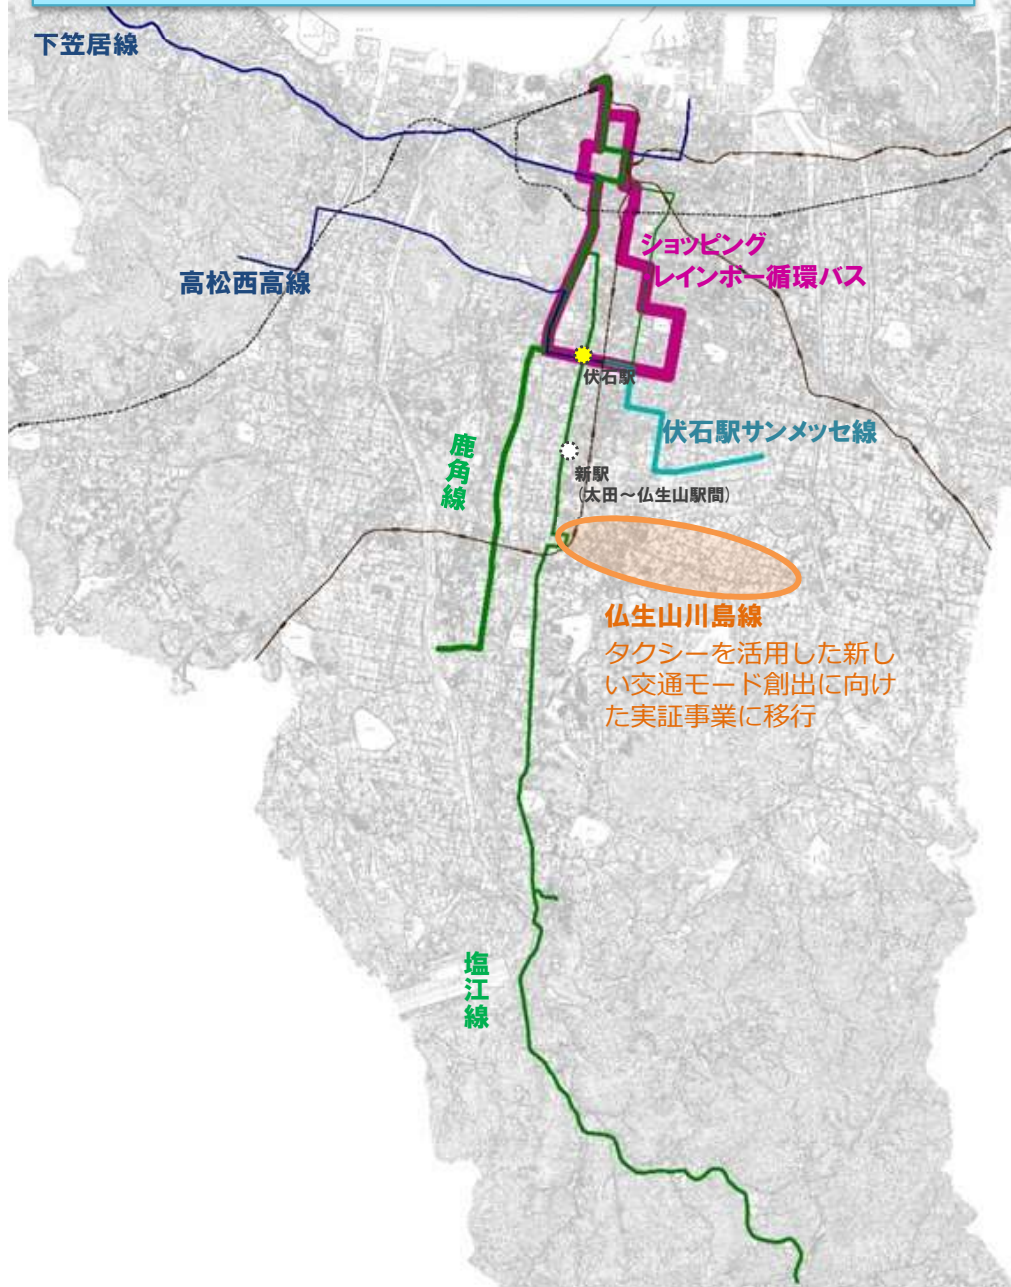 下笠居線
ショッピング
レインボー循環バス
高松西高線
伏石駅
伏石駅サンメッセ線
鹿角線
新駅
(太田～仏生山駅間)
仏生山川島線
タクシーを活用した新し
い交通モード創出に向け
た実証事業に移行
塩江線